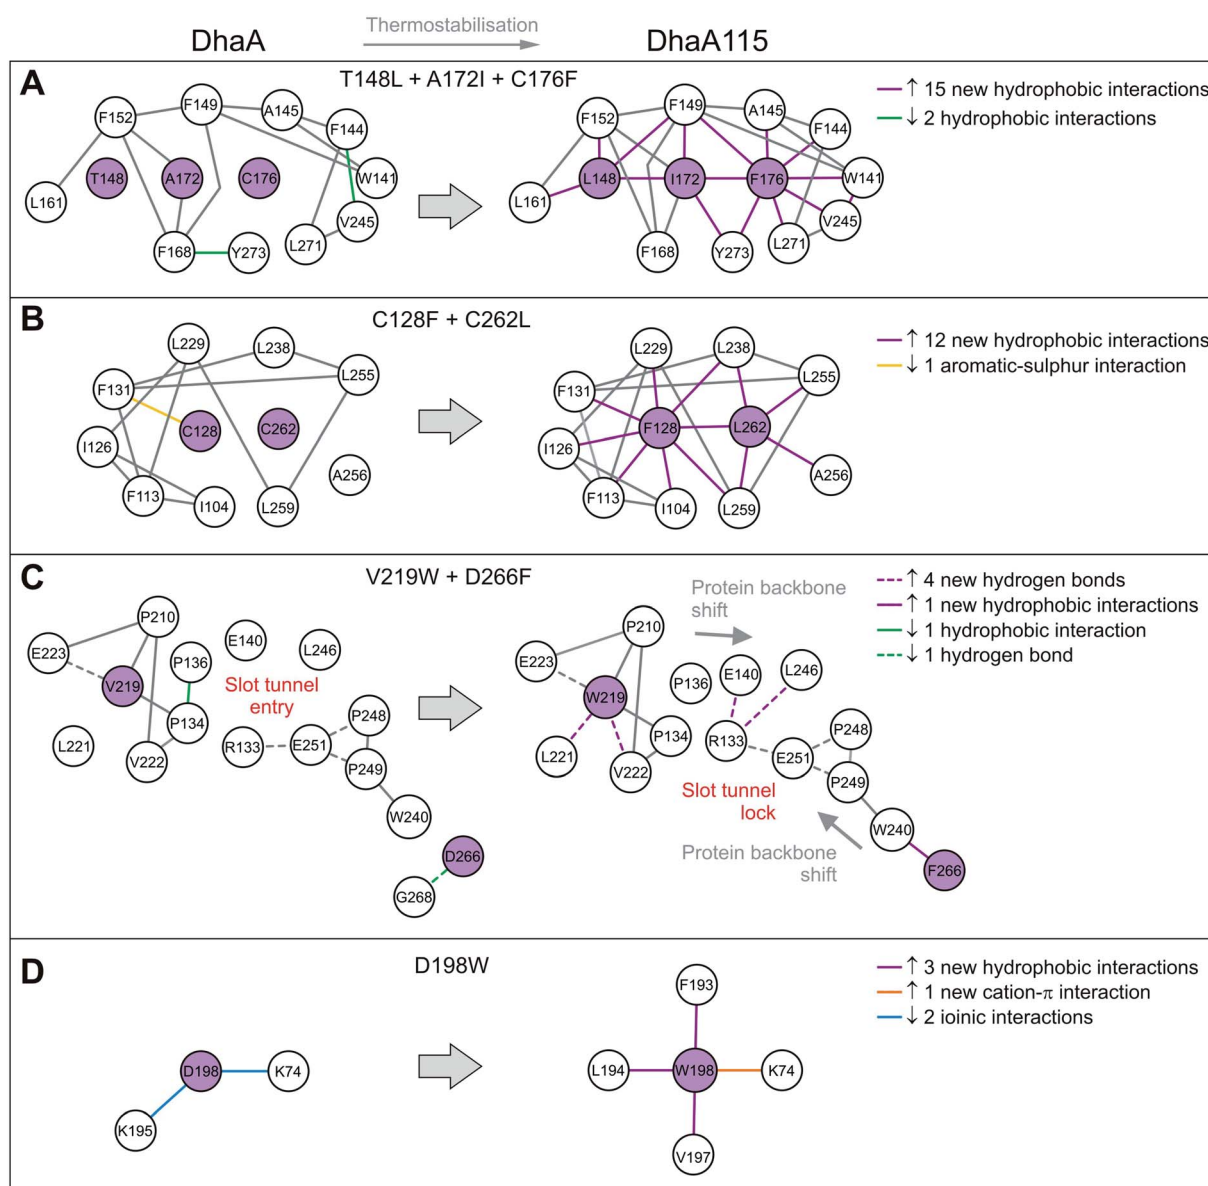 Thermostabilisation
DhaA
DhaA115
A
T148L + A172I + C176F
F152
F149
A145
F144
T148
A172
C176
W141
L161
V245
L271
F168
Y273
F152
F149
A145
F144
L148
I172
F176
W141
L161
V245
L271
F168
Y273
↑ 15 new hydrophobic interactions
↓ 2 hydrophobic interactions
B
C128F + C262L
L229
L238
L255
F131
C128
C262
I126
A256
F113
I104
L259
L229
L238
L255
F131
F128
L262
I126
A256
F113
I104
L259
↑ 12 new hydrophobic interactions
↓ 1 aromatic-sulphur interaction
C
V219W + D266F
P210
E140
L246
E223
P136
V219
Slot tunnel
entry
P134
P248
L221
V222
R133
E251
P249
W240
D266
G268
Protein backbone
shift
P210
E223
P136
E140
L246
W219
P134
R133
P248
L221
V222
E251
P249
Slot tunnel
lock
W240
Protein backbone
shift
F266
↑ 4 new hydrogen bonds
↑ 1 new hydrophobic interactions
↓ 1 hydrophobic interaction
↓ 1 hydrogen bond
D
D198W
D198
K74
K195
F193
L194
W198
K74
V197
↑ 3 new hydrophobic interactions
↑ 1 new cation-π interaction
↓ 2 ioinic interactions